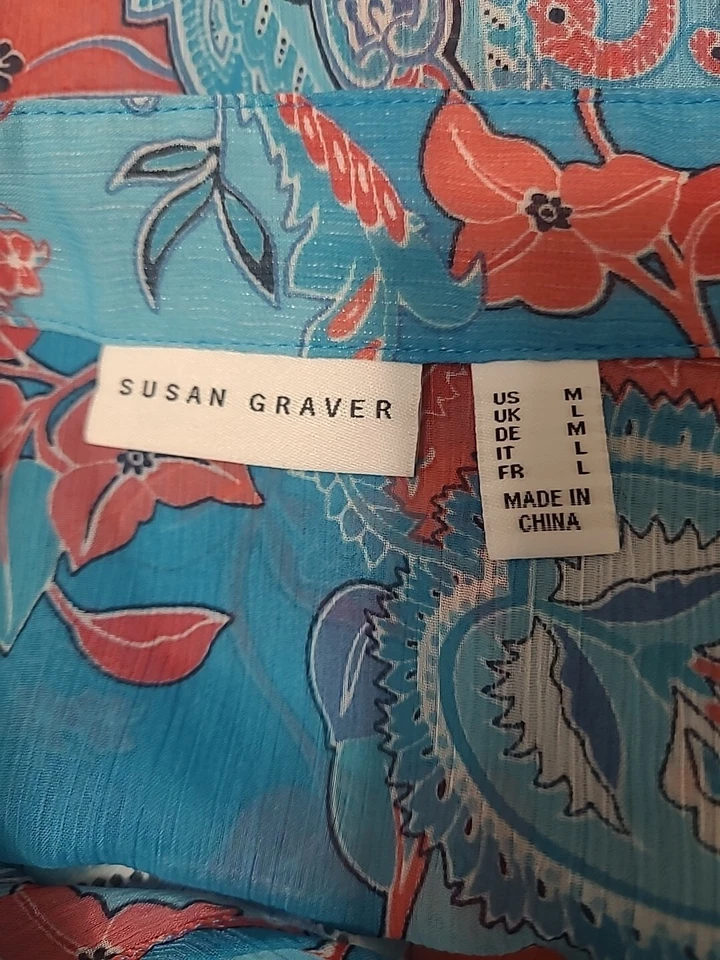 SUSAN GRAVER
US M
UK L
DE M
IT L
FR L
MADE IN
CHINA